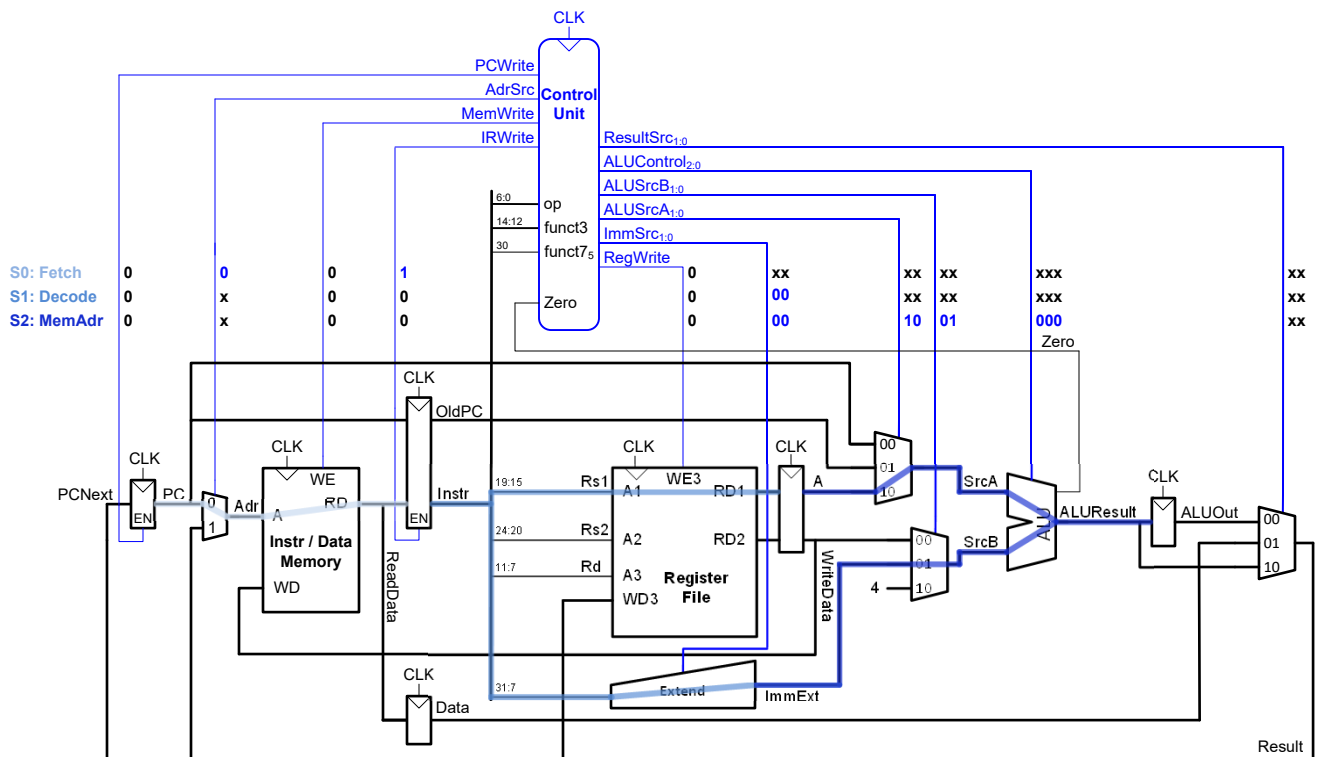 CLK
PCWrite
AdrSrc
MemWrite
IRWrite
Control
Unit
ResultSrc1:0
ALUControl2:0
ALUSrcB1:0
ALUSrcA1:0
ImmSrc1:0
RegWrite
6:0 op
14:12 funct3
30 funct75
Zero
S0: Fetch 0 0 0 1 0 xx xx xx xxx xx
S1: Decode 0 x 0 0 0 00 xx xx xxx xx
S2: MemAdr 0 x 0 0 0 00 10 01 000 xx
Zero
CLK
OldPC
CLK
CLK
CLK
CLK
CLK
PCNext
PC
EN
0
1
Adr
WE
A
RD
Instr / Data
Memory
WD
ReadData
EN
Instr
19:15
Rs1
24:20
Rs2
11:7
Rd
31:7
A1
WE3
RD1
A2
RD2
A3
WD3
Register
File
Extend
ImmExt
A
WriteData
00
01
10
00
01
10
4
SrcA
SrcB
ALU
ALUResult
ALUOut
00
01
10
CLK
Data
Result